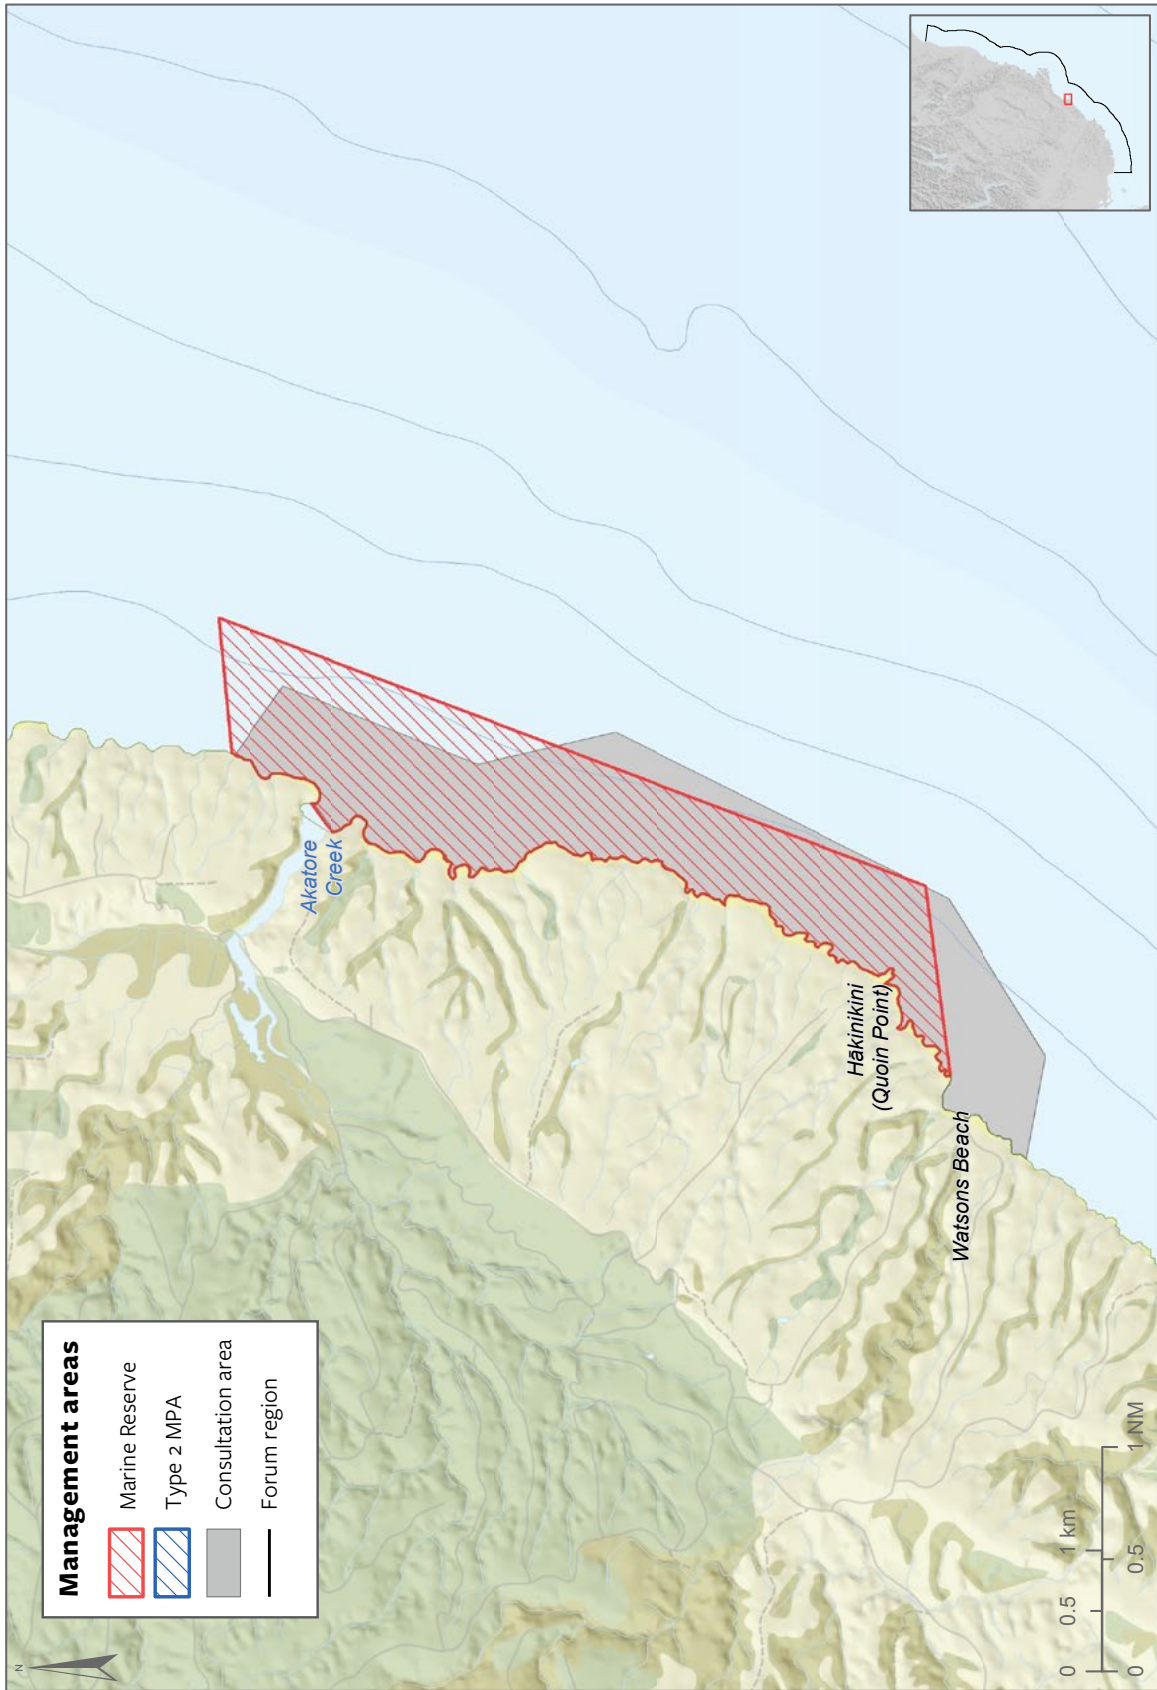 N
Management areas
Marine Reserve
Type 2 MPA
Consultation area
Forum region
Akatore
Creek
Hākinikini
(Quoin Point)
Watsons Beach
0 0.5 1 km
0 0.5 1 NM